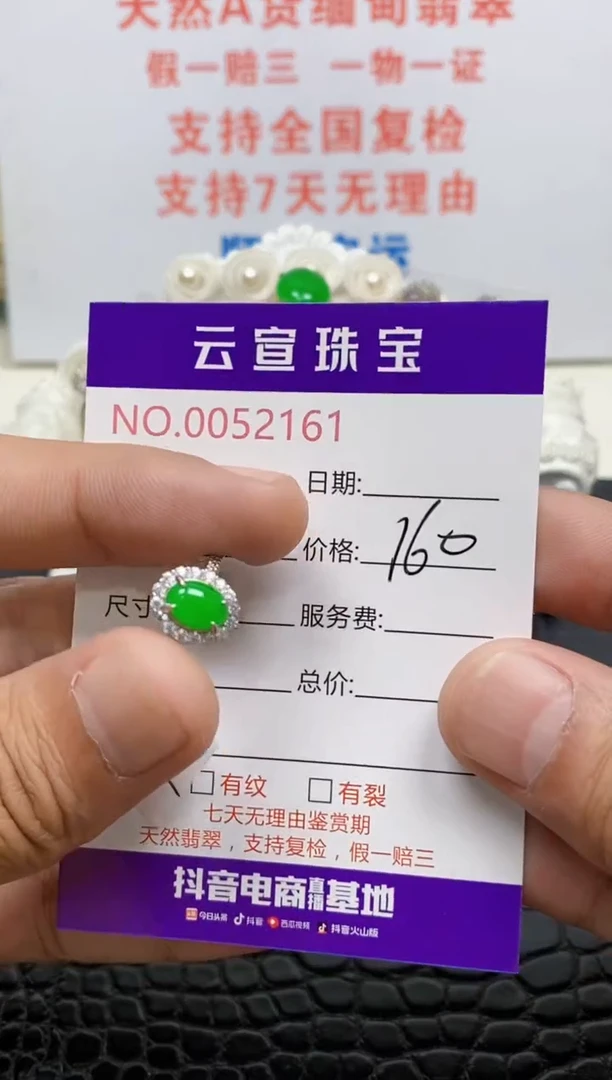 天然A货缅甸翡翠
假一赔三 一物一证
支持全国复检
支持7天无理由
云宣珠宝
NO.0052161
日期:
价格: 160
尺寸
服务费:
总价:
有纹 有裂
七天无理由鉴赏期
天然翡翠，支持复检，假一赔三
抖音电商直播基地
今日头条 抖音 西瓜视频 抖音火山版